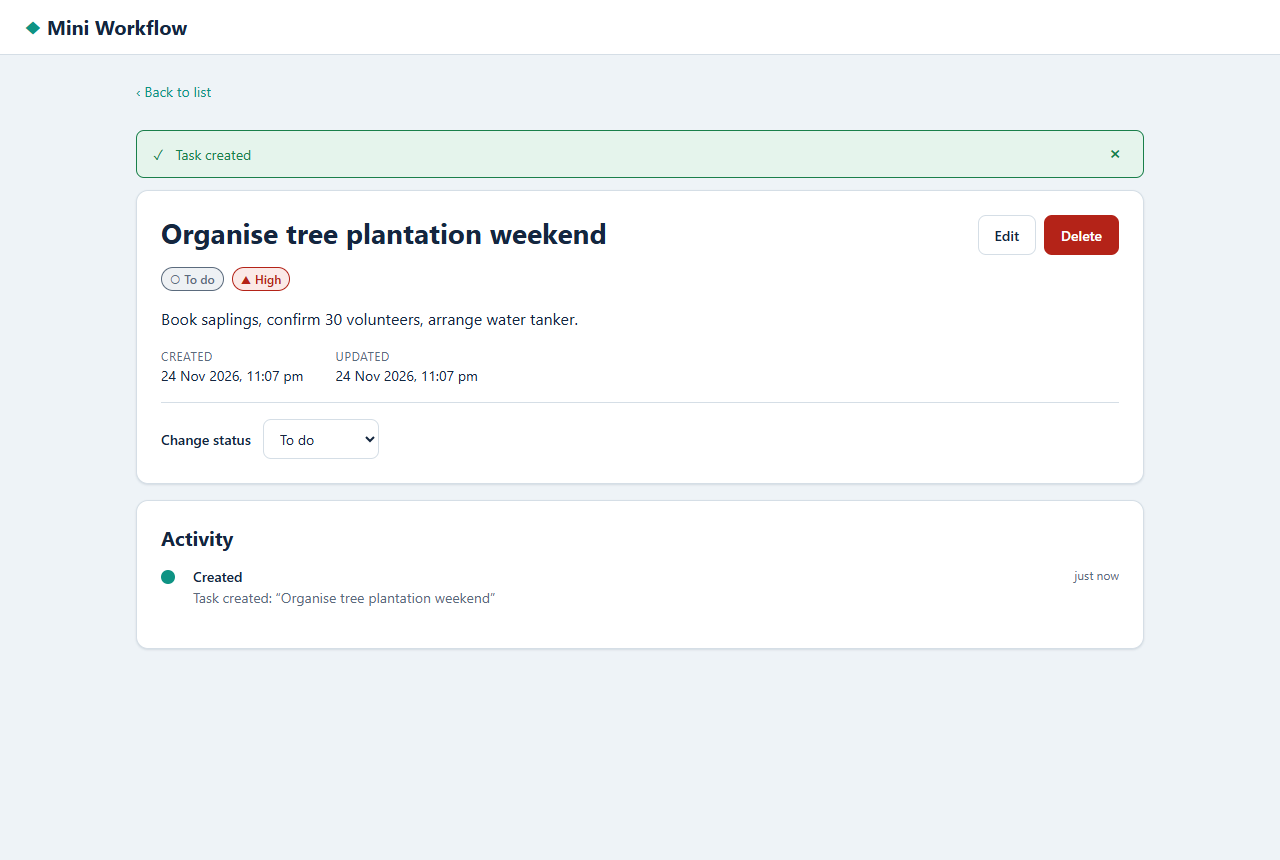 Mini Workflow
‹ Back to list
✓ Task created ×
Organise tree plantation weekend
Edit Delete
To do High
Book saplings, confirm 30 volunteers, arrange water tanker.
CREATED UPDATED
24 Nov 2026, 11:07 pm 24 Nov 2026, 11:07 pm
Change status To do
Activity
Created just now
Task created: “Organise tree plantation weekend”